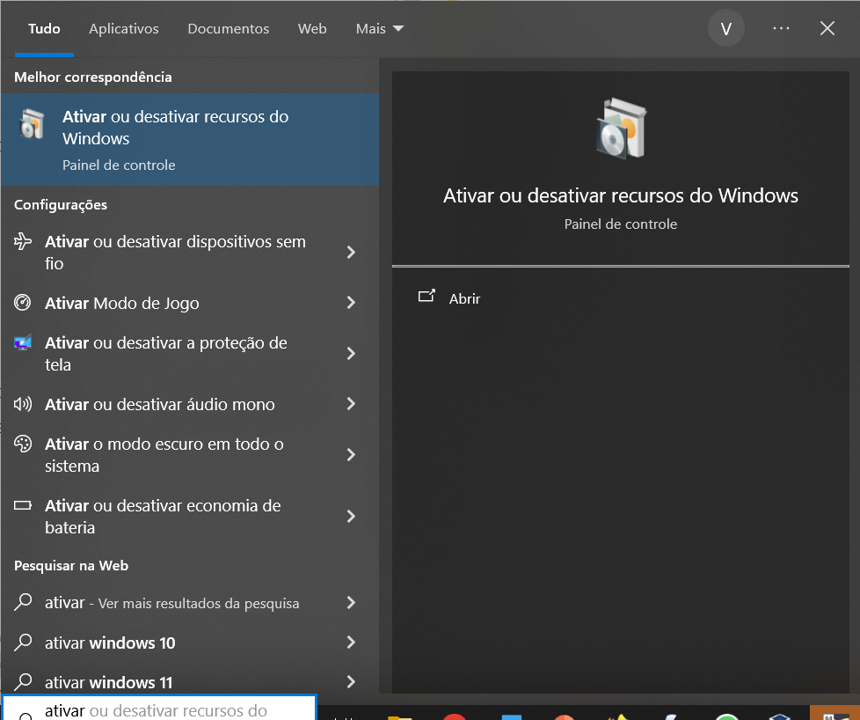 Tudo Aplicativos Documentos Web Mais V ... 
Melhor correspondência
Ativar ou desativar recursos do
Windows
Painel de controle
Configurações
Ativar ou desativar dispositivos sem
fio
Ativar Modo de Jogo
Ativar ou desativar a proteção de
tela
Ativar ou desativar áudio mono
Ativar o modo escuro em todo o
sistema
Ativar ou desativar economia de
bateria
Pesquisar na Web
ativar - Ver mais resultados da pesquisa
ativar windows 10
ativar windows 11
ativar ou desativar recursos do
Ativar ou desativar recursos do Windows
Painel de controle
Abrir